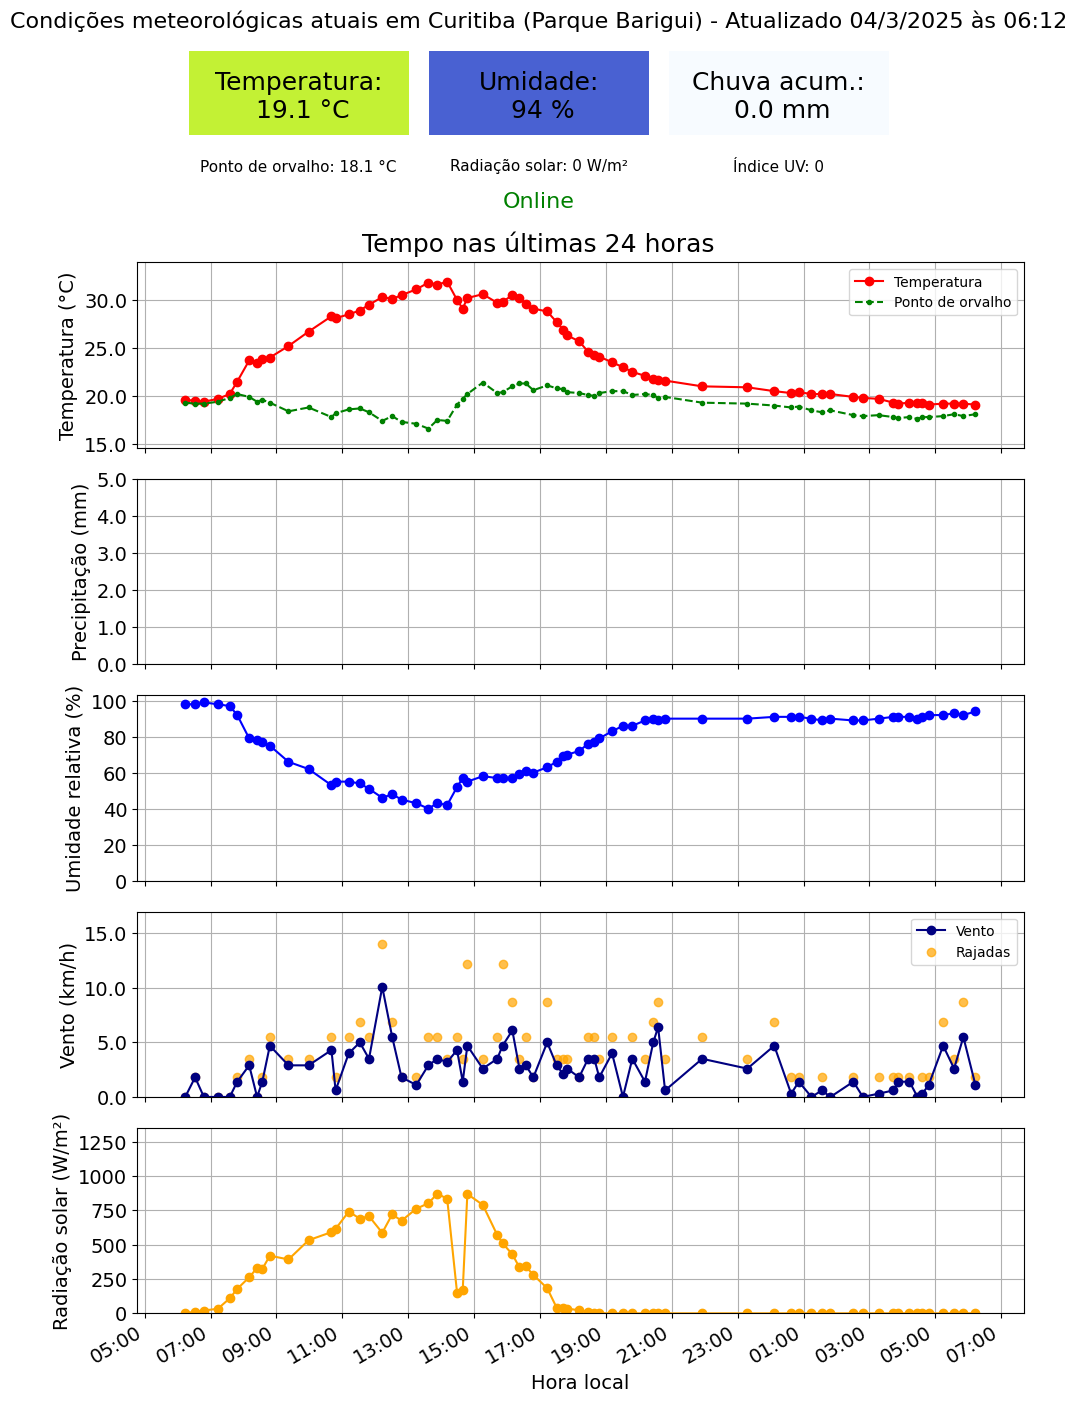 Condições meteorológicas atuais em Curitiba (Parque Barigui) - Atualizado 04/3/2025 às 06:12
Temperatura:
19.1 °C
Umidade:
94 %
Chuva acum.:
0.0 mm
Ponto de orvalho: 18.1 °C
Radiação solar: 0 W/m²
Índice UV: 0
Online
Tempo nas últimas 24 horas
Temperatura (°C)
30.0
25.0
20.0
15.0
Temperatura
Ponto de orvalho
Precipitação (mm)
5.0
4.0
3.0
2.0
1.0
0.0
Umidade relativa (%)
100
80
60
40
20
0
Vento (km/h)
15.0
10.0
5.0
0.0
Vento
Rajadas
Radiação solar (W/m²)
1250
1000
750
500
250
0
05:00
07:00
09:00
11:00
13:00
15:00
17:00
19:00
21:00
23:00
01:00
03:00
05:00
07:00
Hora local